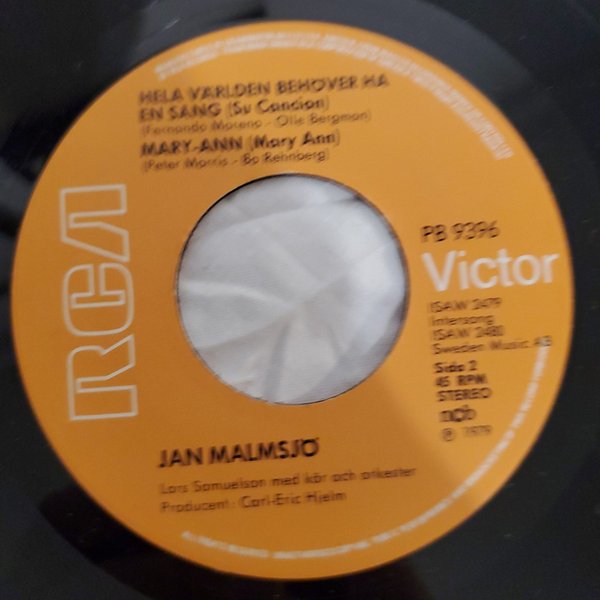 HELA VÄRLDEN BEHÖVER HA
EN SÅNG (Su Cancion)
(Fernando Moreno - Olle Bergman)
MARY-ANN (Mary Ann)
(Peter Morris - Bo Rehnberg)
RCA
PB 9396
Victor
ISAW 2479
Intersong
ISAW 2480
Sweden Music AB
Side 2
45 RPM
STEREO
ncb
℗ 1979
JAN MALMSJÖ
Lars Samuelson med kör och orkester
Producent: Carl-Eric Hjelm